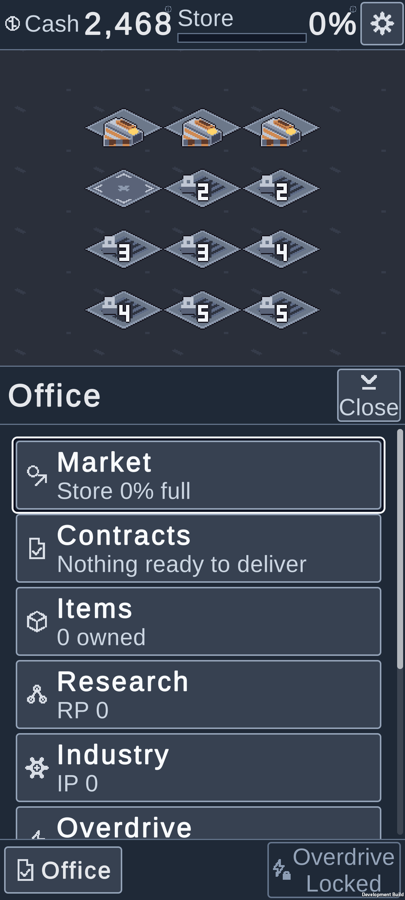 Cash 2,468 Store 0%
2 2
3 3 4
4 5 5
Office
Close
Market
Store 0% full
Contracts
Nothing ready to deliver
Items
0 owned
Research
RP 0
Industry
IP 0
Overdrive
Office
Overdrive
Locked
Development Build